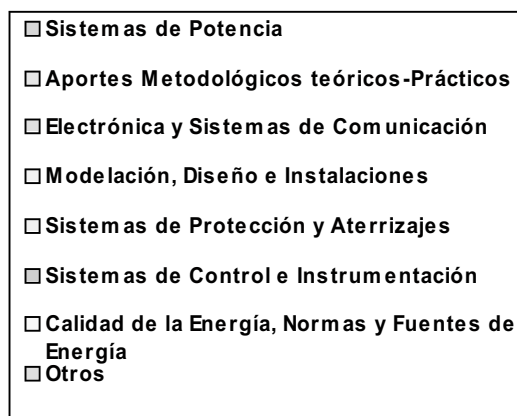 Sistemas de Potencia
Aportes Metodológicos teóricos-Prácticos
Electrónica y Sistemas de Comunicación
Modelación, Diseño e Instalaciones
Sistemas de Protección y Aterrizajes
Sistemas de Control e Instrumentación
Calidad de la Energía, Normas y Fuentes de
Energía
Otros